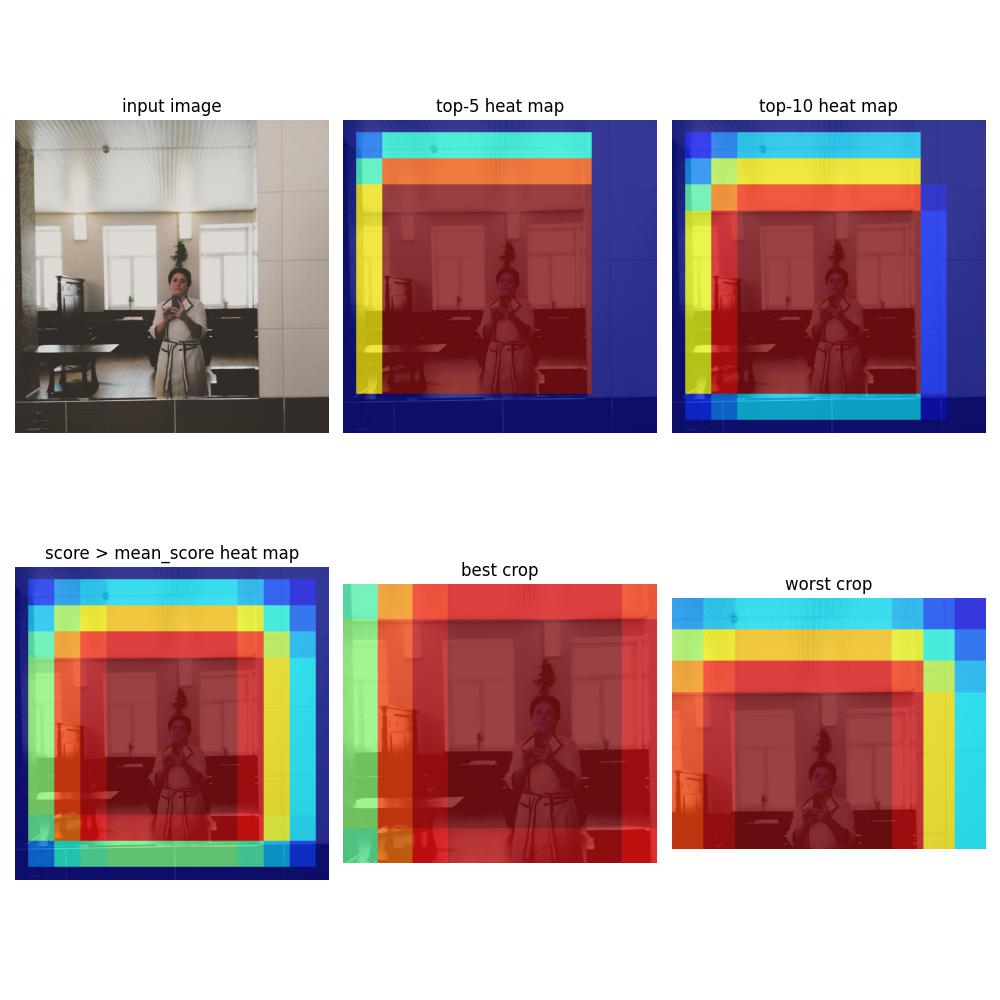 input image
top-5 heat map
top-10 heat map
score > mean_score heat map
best crop
worst crop